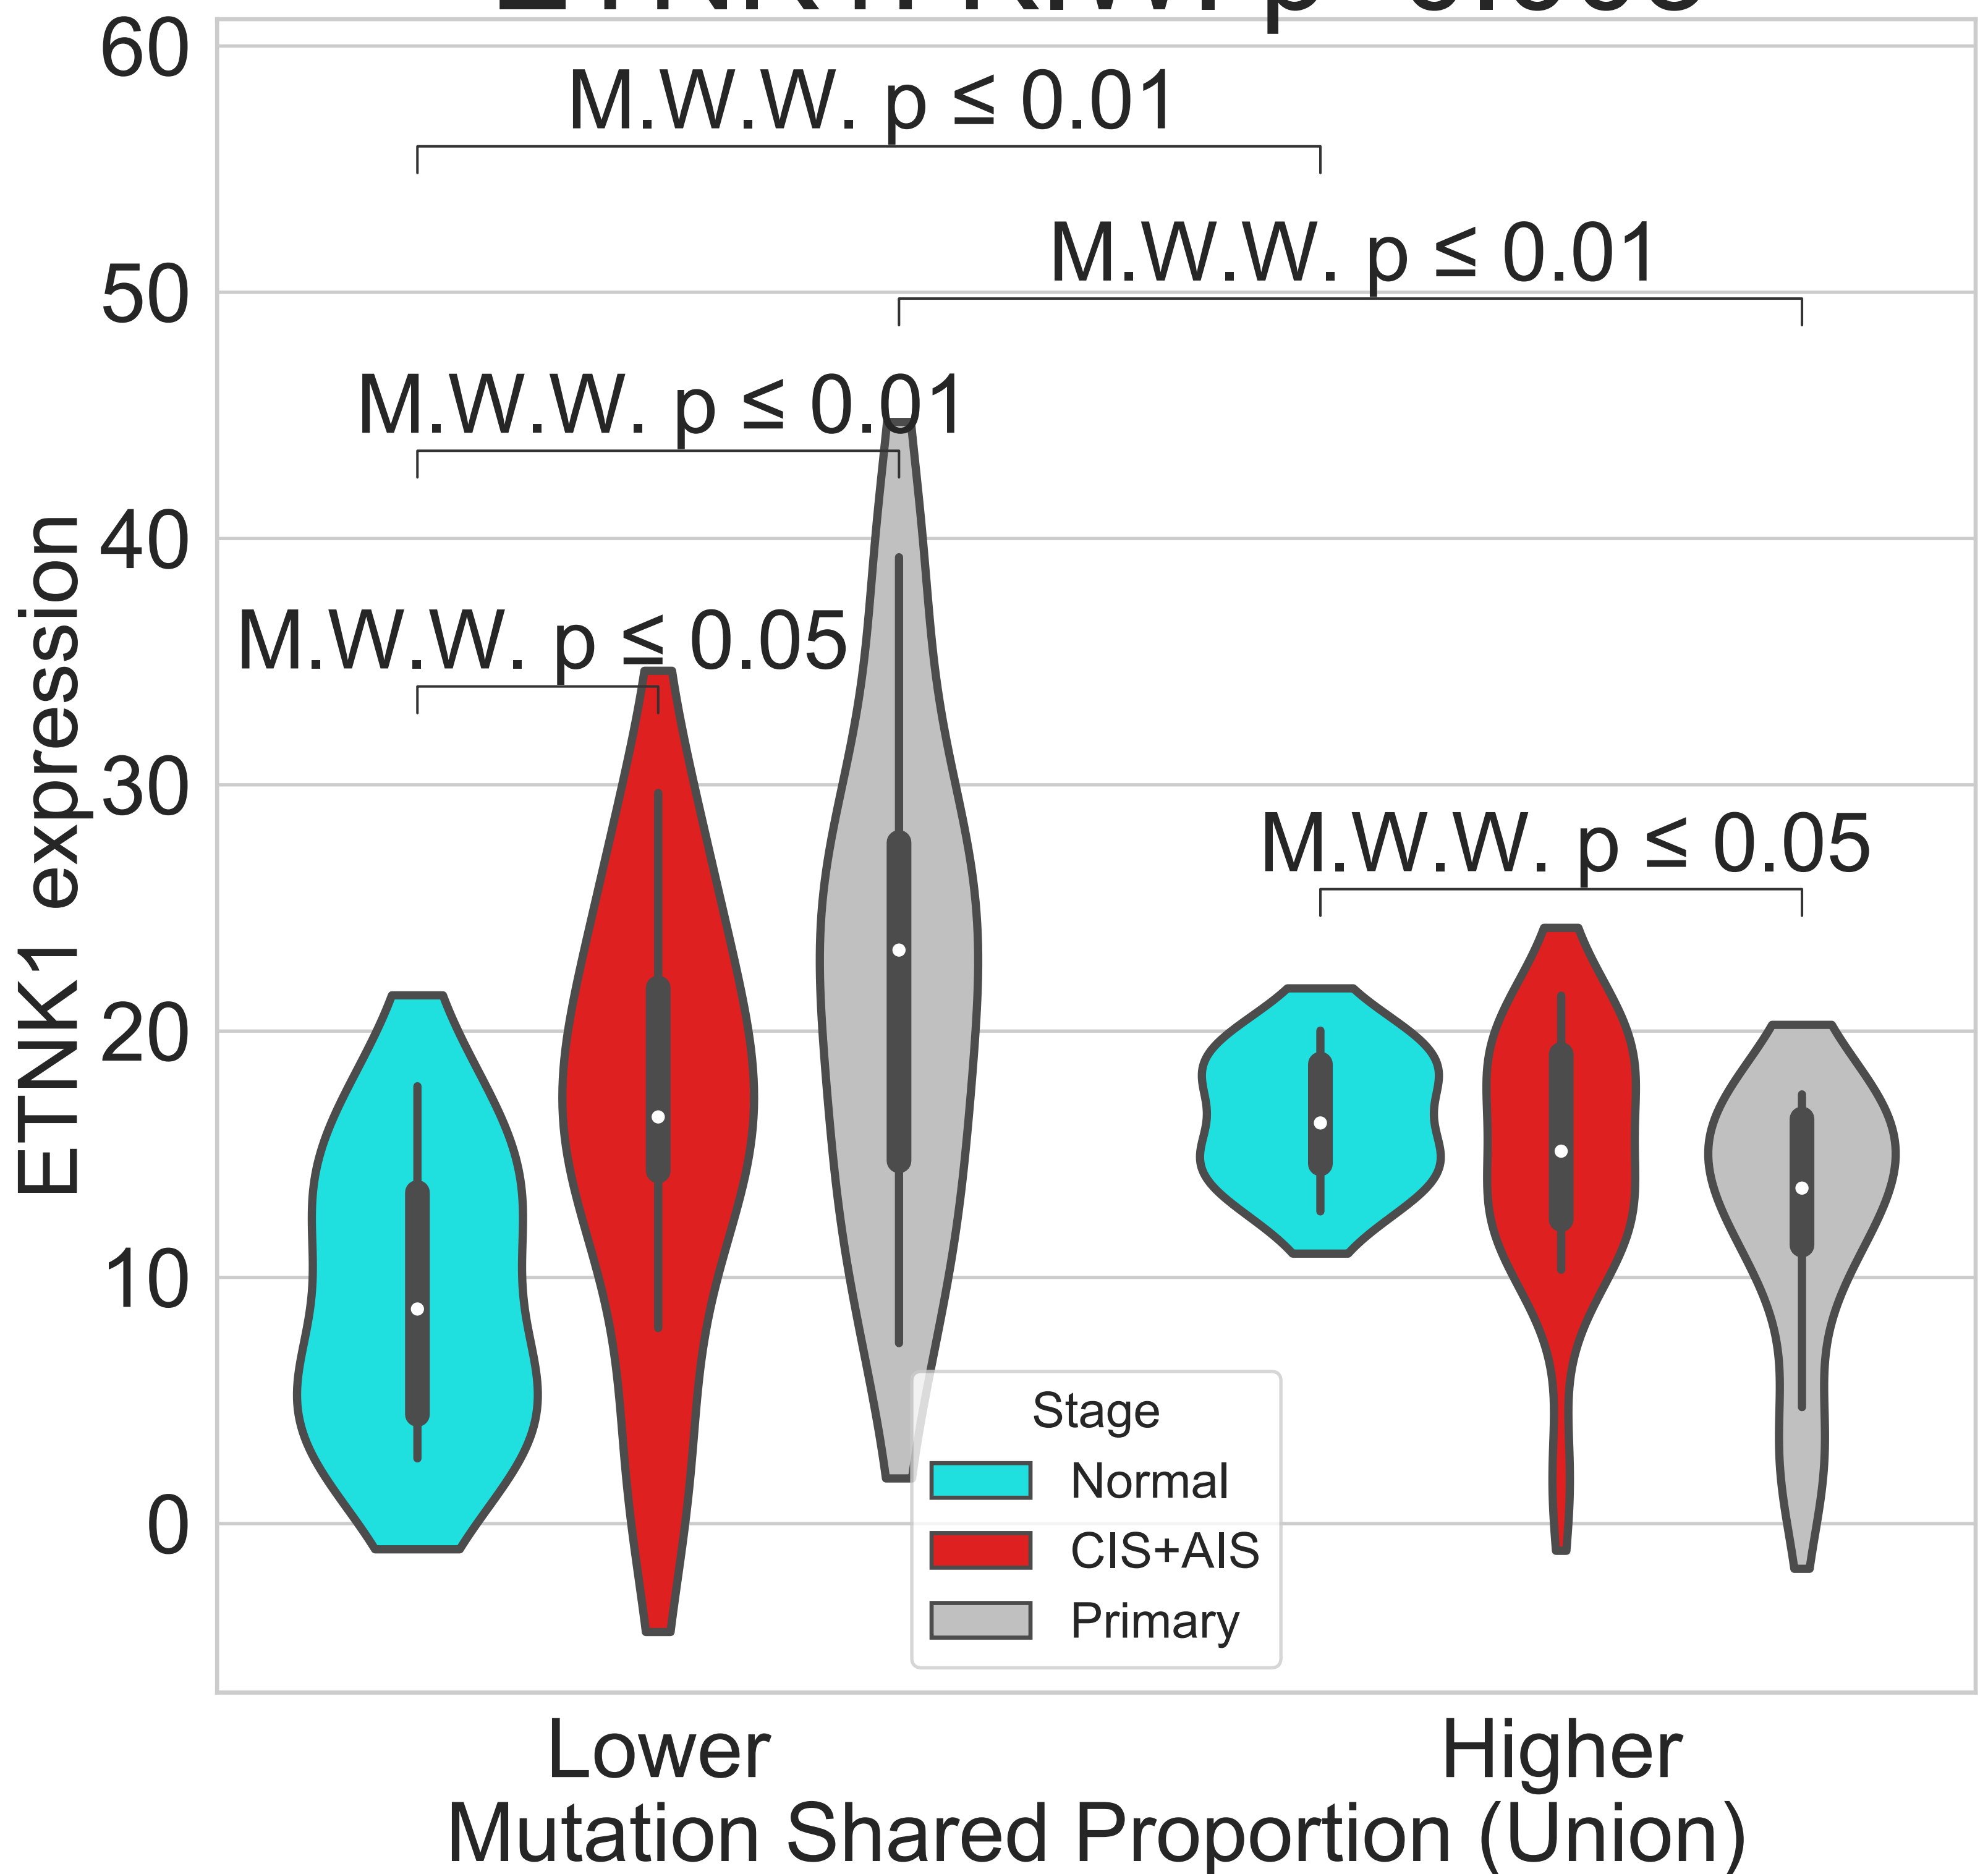 60
M.W.W. p ≤ 0.01
M.W.W. p ≤ 0.01
50
M.W.W. p ≤ 0.01
40
M.W.W. p ≤ 0.05
30
M.W.W. p ≤ 0.05
20
10
0
ETNK1 expression
Stage
Normal
CIS+AIS
Primary
Lower
Higher
Mutation Shared Proportion (Union)